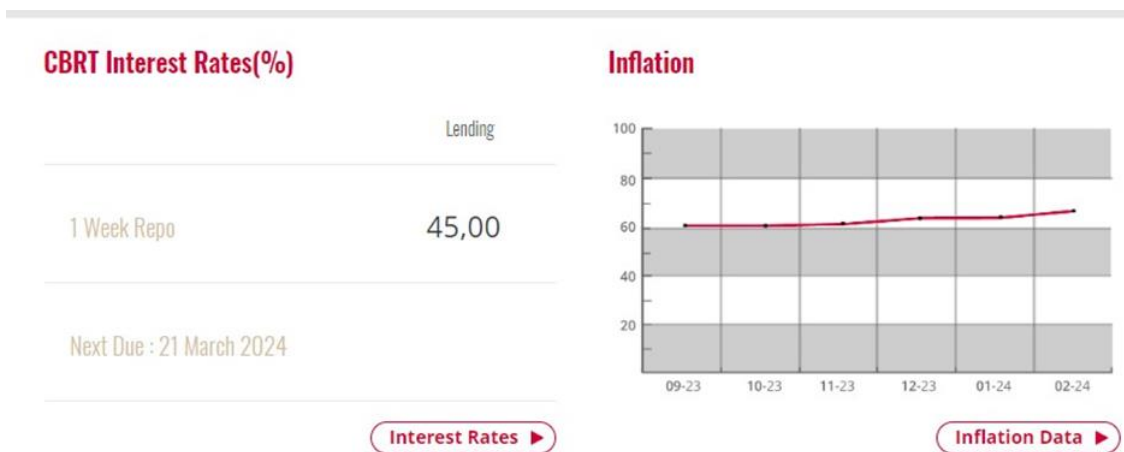 CBRT Interest Rates(%)
Lending
1 Week Repo 45,00
Next Due : 21 March 2024
Interest Rates
Inflation
100
80
60
40
20
09-23 10-23 11-23 12-23 01-24 02-24
Inflation Data